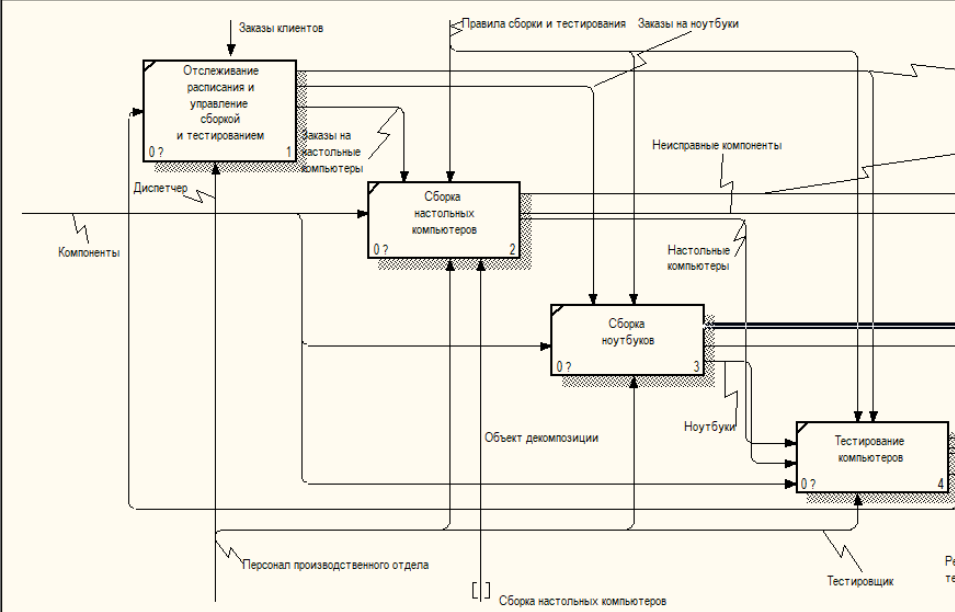 Заказы клиентов
Правила сборки и тестирования
Заказы на ноутбуки
Отслеживание
расписания и
управление
сборкой
и тестированием
0 ?
1
Заказы на
настольные
компьютеры
Неисправные компоненты
Диспетчер
Сборка
настольных
компьютеров
0 ?
2
Компоненты
Настольные
компьютеры
Сборка
ноутбуков
0 ?
3
Ноутбуки
Объект декомпозиции
Тестирование
компьютеров
0 ?
4
Персонал производственного отдела
Тестировщик
Сборка настольных компьютеров